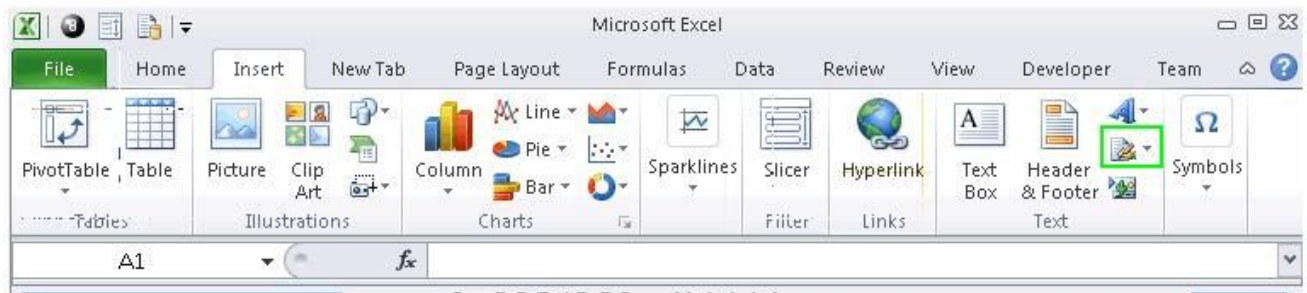 Microsoft Excel
File Home Insert New Tab Page Layout Formulas Data Review View Developer Team
PivotTable Table Picture Clip Art Column Line Pie Bar Sparklines Slicer Hyperlink Text Box Header & Footer Symbols
Tables Illustrations Charts Filter Links Text
A1 fx